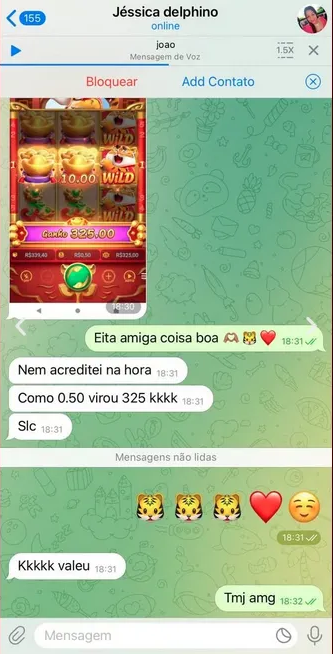 155
Jéssica delphino
online
joao
Mensagem de Voz
1.5X
Bloquear
Add Contato
WiLD
10.00
WiLD
Ganho 325.00
R$339,40
R$0,50
R$325,00
18:30
Eita amiga coisa boa 🫶🏽 🐯 ❤️ 18:31
Nem acreditei na hora 18:31
Como 0.50 virou 325 kkkk 18:31
Slc 18:31
Mensagens não lidas
🐯 🐯 🐯 ❤️ ☺️
18:31
Kkkkk valeu 18:31
Tmj amg 18:32
Mensagem